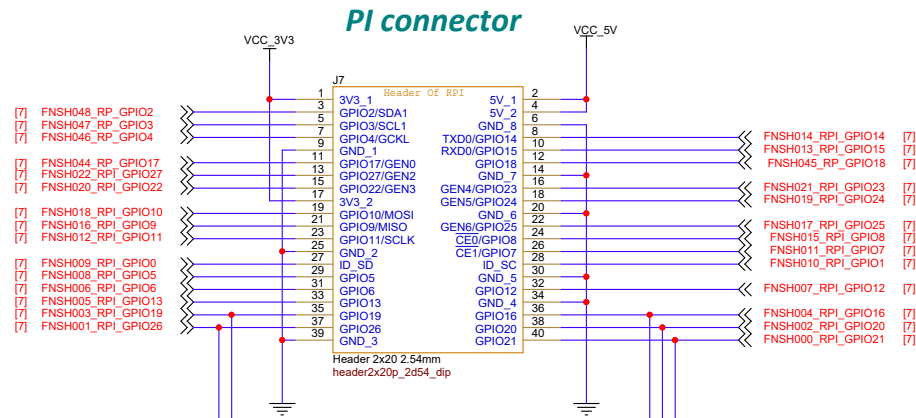 PI connector
VCC_3V3
VCC_5V
J7
Header Of RPI
1 3V3_1 5V_1 2
[7] FNSH048_RP_GPIO2 3 GPIO2/SDA1 5V_2 4
[7] FNSH047_RP_GPIO3 5 GPIO3/SCL1 GND_8 6
[7] FNSH046_RP_GPIO4 7 GPIO4/GCKL TXD0/GPIO14 8 FNSH014_RPI_GPIO14 [7]
9 GND_1 RXD0/GPIO15 10 FNSH013_RPI_GPIO15 [7]
[7] FNSH044_RP_GPIO17 11 GPIO17/GEN0 GPIO18 12 FNSH045_RP_GPIO18 [7]
[7] FNSH022_RPI_GPIO27 13 GPIO27/GEN2 GND_7 14
[7] FNSH020_RPI_GPIO22 15 GPIO22/GEN3 GEN4/GPIO23 16 FNSH021_RPI_GPIO23 [7]
17 3V3_2 GEN5/GPIO24 18 FNSH019_RPI_GPIO24 [7]
[7] FNSH018_RPI_GPIO10 19 GPIO10/MOSI GND_6 20
[7] FNSH016_RPI_GPIO9 21 GPIO9/MISO GEN6/GPIO25 22 FNSH017_RPI_GPIO25 [7]
[7] FNSH012_RPI_GPIO11 23 GPIO11/SCLK CE0/GPIO8 24 FNSH015_RPI_GPIO8 [7]
25 GND_2 CE1/GPIO7 26 FNSH011_RPI_GPIO7 [7]
[7] FNSH009_RPI_GPIO0 27 ID_SD ID_SC 28 FNSH010_RPI_GPIO1 [7]
[7] FNSH008_RPI_GPIO5 29 GPIO5 GND_5 30
[7] FNSH006_RPI_GPIO6 31 GPIO6 GPIO12 32 FNSH007_RPI_GPIO12 [7]
[7] FNSH005_RPI_GPIO13 33 GPIO13 GND_4 34
[7] FNSH003_RPI_GPIO19 35 GPIO19 GPIO16 36 FNSH004_RPI_GPIO16 [7]
[7] FNSH001_RPI_GPIO26 37 GPIO26 GPIO20 38 FNSH002_RPI_GPIO20 [7]
39 GND_3 GPIO21 40 FNSH000_RPI_GPIO21 [7]
Header 2x20 2.54mm
header2x20p_2d54_dip